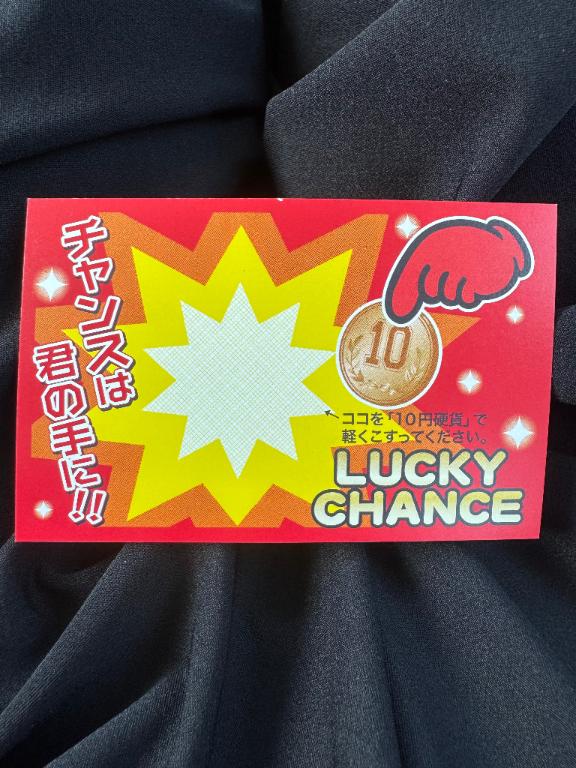 チャンスは
君の手に!!
10
ココを「10円硬貨」で
軽くこすってください。
LUCKY
CHANCE